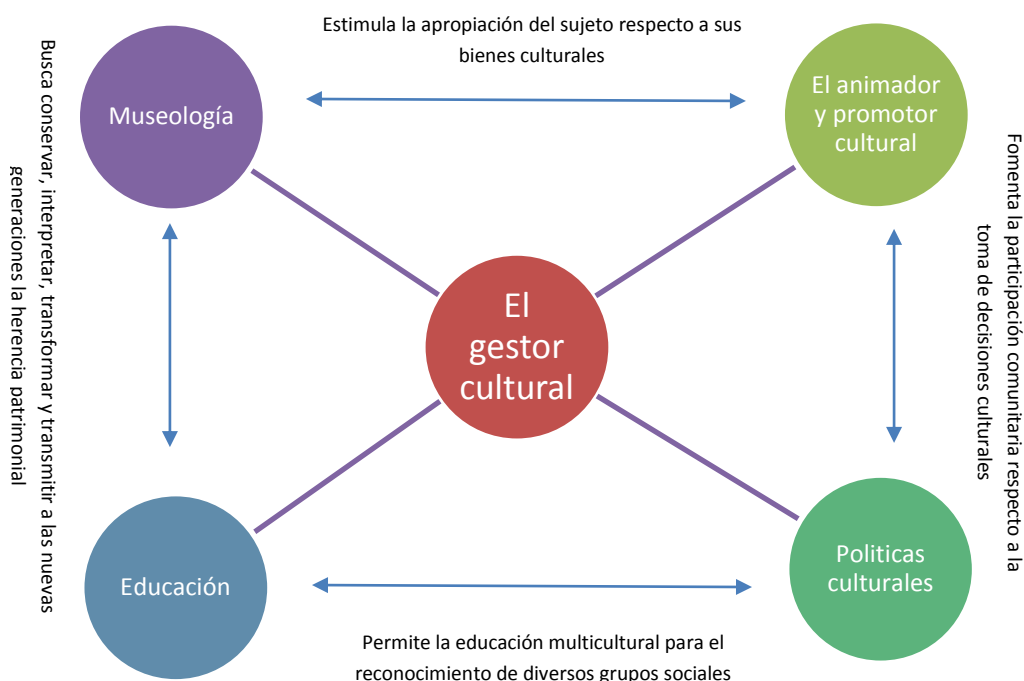 Estimula la apropiación del sujeto respecto a sus
bienes culturales
Museología
El animador
y promotor
cultural
Busca conservar, interpretar, transformar y transmitir a las nuevas
generaciones la herencia patrimonial
Fomenta la participación comunitaria respecto a la
toma de decisiones culturales
El
gestor
cultural
Educación
Politicas
culturales
Permite la educación multicultural para el
reconocimiento de diversos grupos sociales